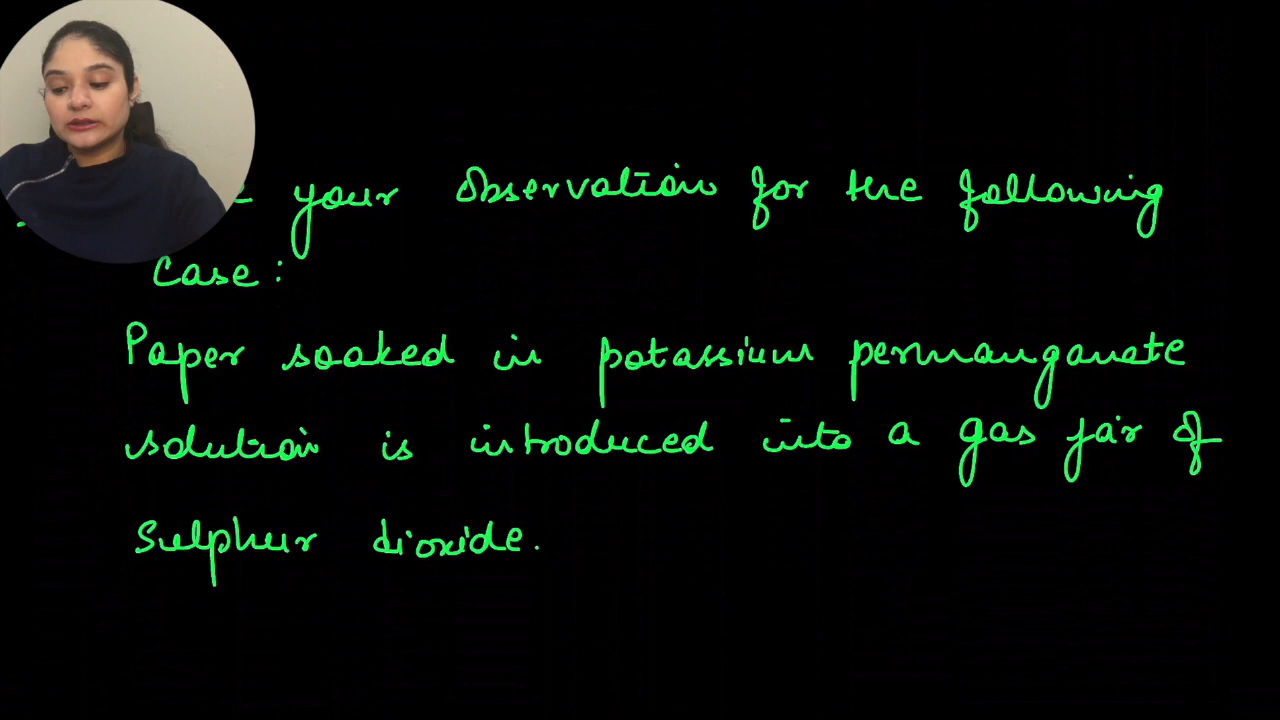 your observation for the following
case:
Paper soaked in potassium permanganate
solution is introduced into a gas jar of
Sulphur dioxide.